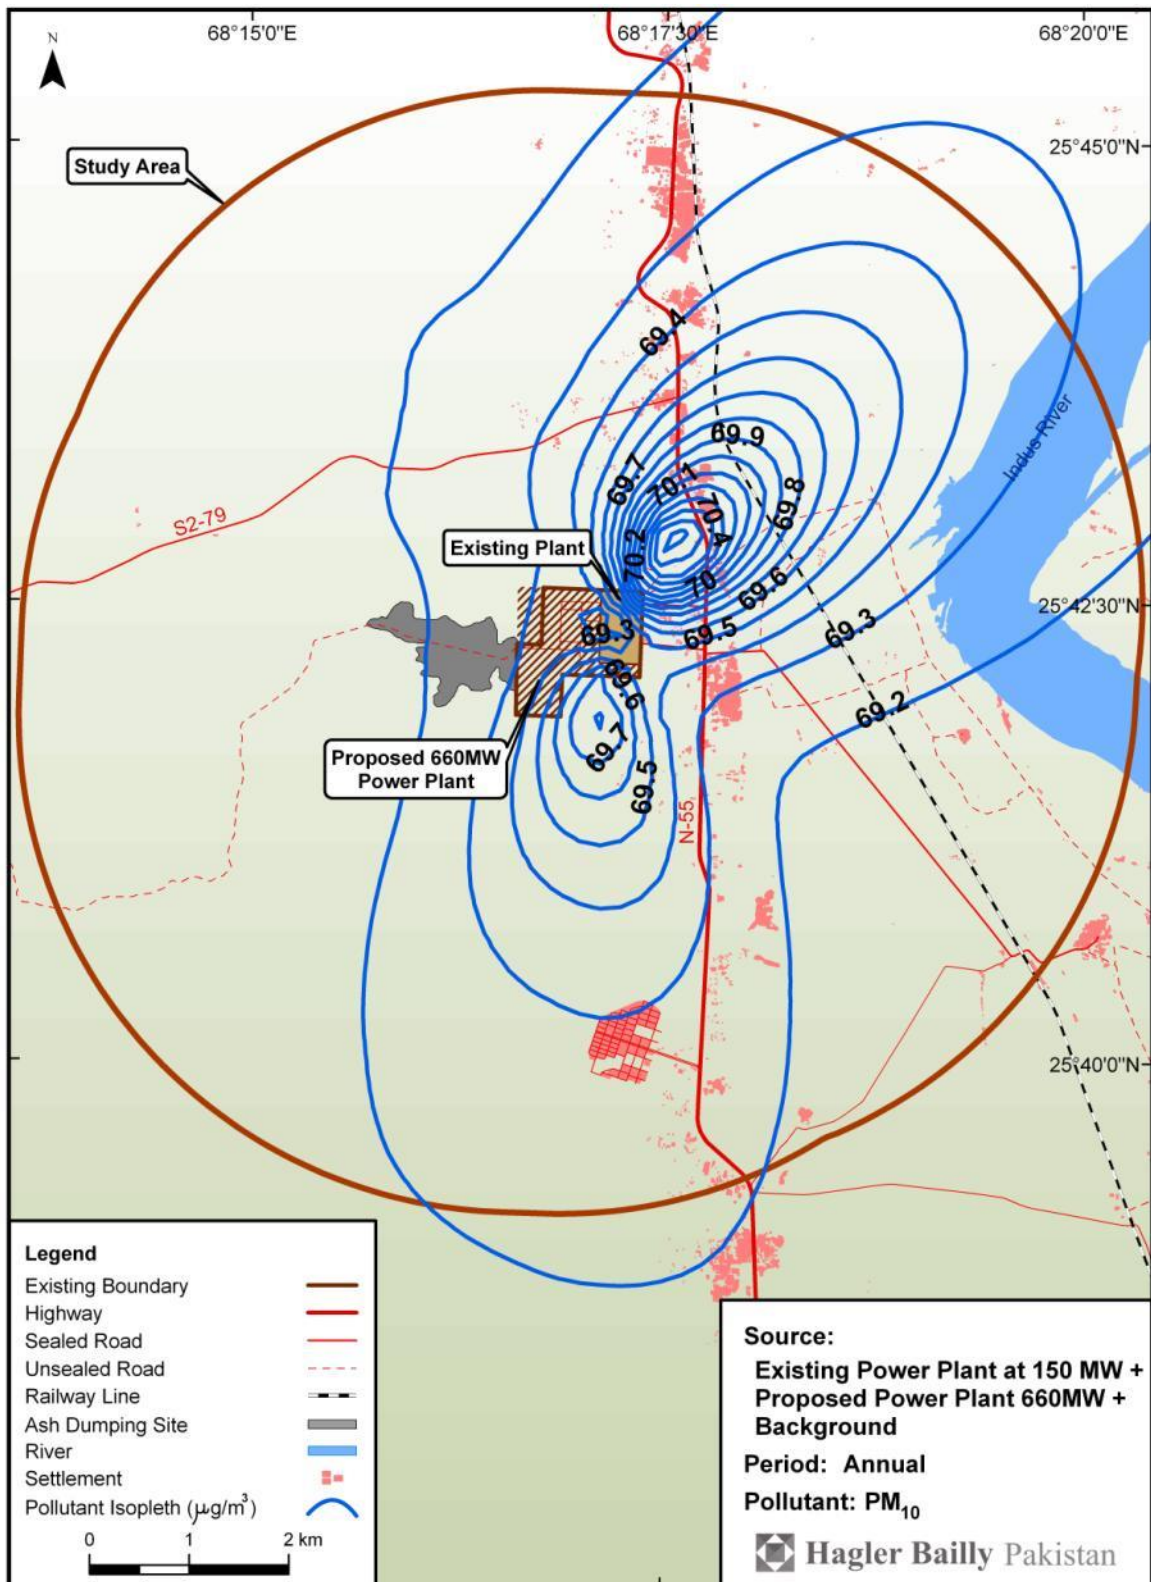 N
68°15'0"E
68°17'30"E
68°20'0"E
25°45'0"N
Study Area
69.4
Indus River
69.9
69.7
70.1
69.8
70.4
S2-79
Existing Plant
70.2
70
69.6
25°42'30"N
69.3
69.5
69.3
69.6
69.2
69.7
Proposed 660MW
Power Plant
69.5
N-55
25°40'0"N
Legend
Existing Boundary
Highway
Sealed Road
Unsealed Road
Railway Line
Ash Dumping Site
River
Settlement
Pollutant Isopleth (µg/m³)
0 1 2 km
Source:
Existing Power Plant at 150 MW +
Proposed Power Plant 660MW +
Background
Period: Annual
Pollutant: PM₁₀
Hagler Bailly Pakistan